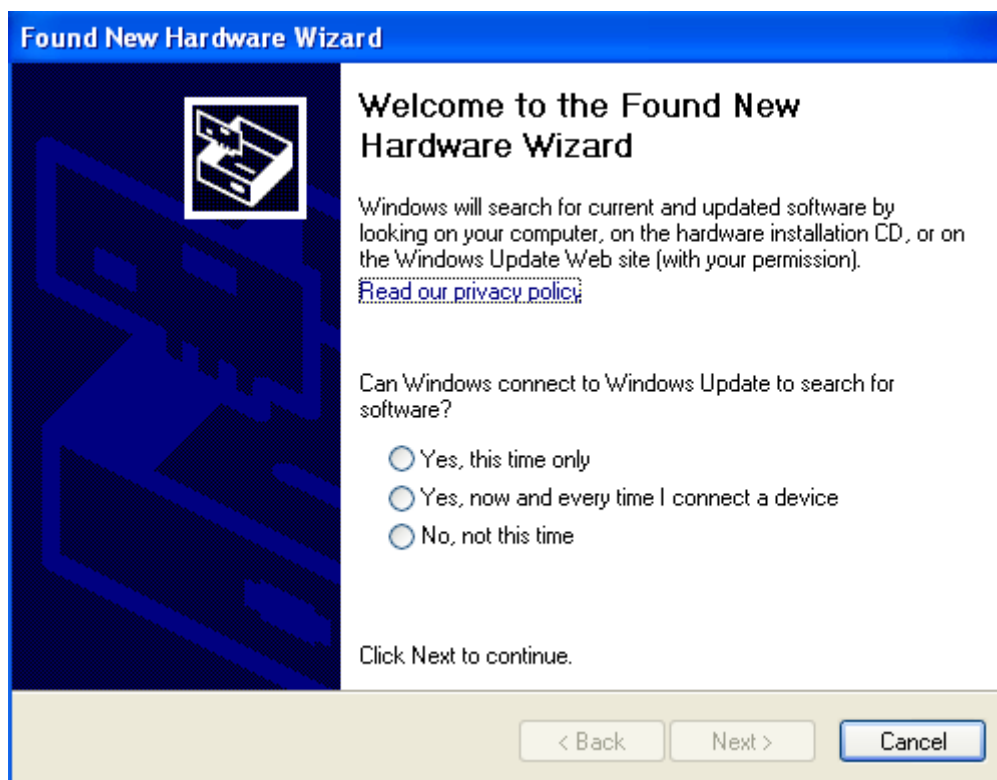 Found New Hardware Wizard
Welcome to the Found New
Hardware Wizard
Windows will search for current and updated software by
looking on your computer, on the hardware installation CD, or on
the Windows Update Web site (with your permission).
Read our privacy policy
Can Windows connect to Windows Update to search for
software?
Yes, this time only
Yes, now and every time I connect a device
No, not this time
Click Next to continue.
< Back Next > Cancel